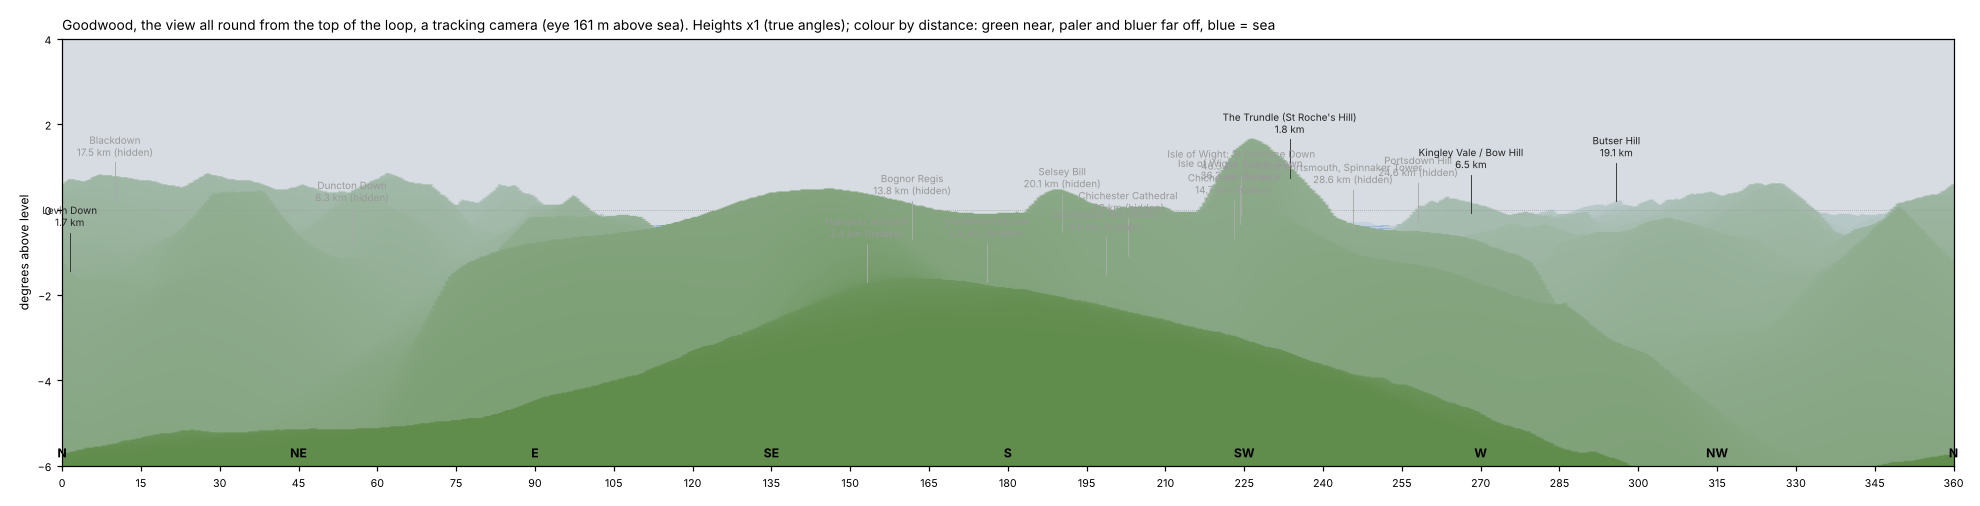 Goodwood, the view all round from the top of the loop, a tracking camera (eye 161 m above sea). Heights x1 (true angles); colour by distance: green near, paler and bluer far off, blue = sea
4
2
0
−2
−4
−6
degrees above level
The Trundle (St Roche's Hill)
1.8 km
Blackdown
17.5 km (hidden)
Butser Hill
19.1 km
Kingley Vale / Bow Hill
6.5 km
Isle of Wight:
Down
Portsdown Hill
24.6 km (hidden)
Portsmouth, Spinnaker Tower
28.6 km (hidden)
Selsey Bill
20.1 km (hidden)
Bognor Regis
13.8 km (hidden)
Duncton Down
8.3 km (hidden)
Chichester Cathedral
Levin Down
1.7 km
N
NE
E
SE
S
SW
W
NW
N
0
15
30
45
60
75
90
105
120
135
150
165
180
195
210
225
240
255
270
285
300
315
330
345
360